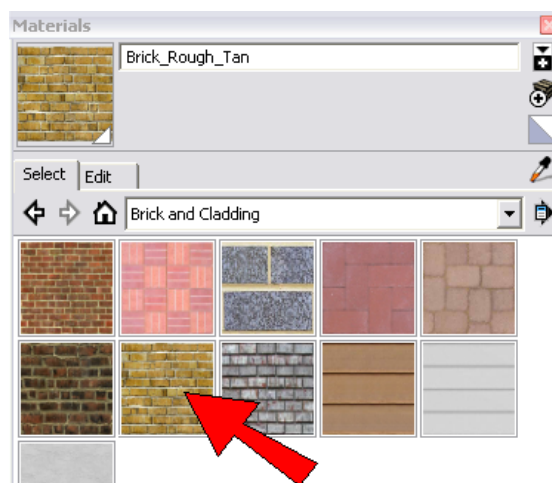 Materials
Brick_Rough_Tan
Select
Edit
Brick and Cladding